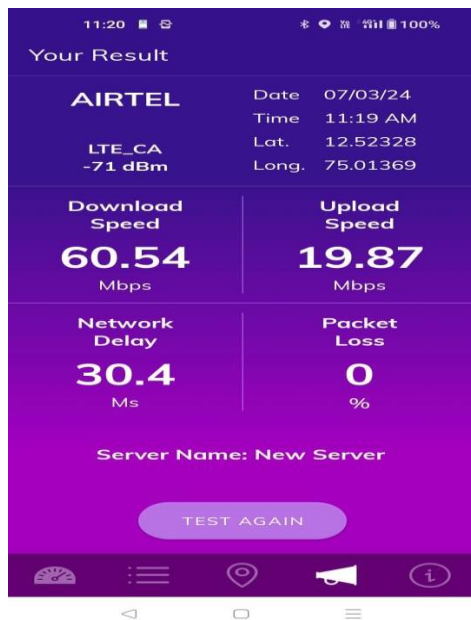 11:20 100%
Your Result
AIRTEL
LTE_CA
-71 dBm
Date 07/03/24
Time 11:19 AM
Lat. 12.52328
Long. 75.01369
Download
Speed
60.54
Mbps
Upload
Speed
19.87
Mbps
Network
Delay
30.4
Ms
Packet
Loss
0
%
Server Name: New Server
TEST AGAIN